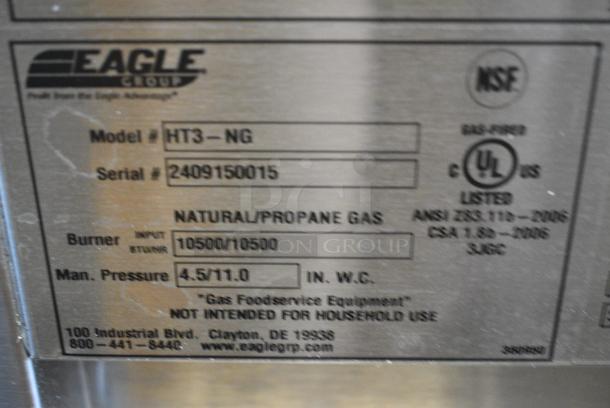 EAGLE
GROUP
Profit from the Eagle Advantage®
NSF
Model # HT3-NG
Serial # 2409150015
GAS-FIRED
C UL US
LISTED
ANSI Z83.11b-2006
CSA 1.8b-2006
3JGC
NATURAL/PROPANE GAS
Burner INPUT BTU/HR 10500/10500
Man. Pressure 4.5/11.0 IN. W.C.
"Gas Foodservice Equipment"
NOT INTENDED FOR HOUSEHOLD USE
100 Industrial Blvd. Clayton, DE 19938
800-441-8440 www.eaglegrp.com